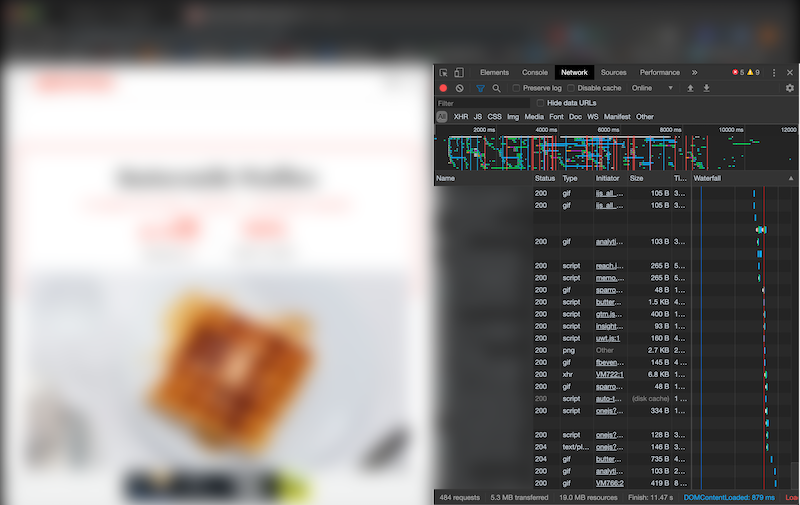 Elements Console Network Sources Performance » 5 9
Preserve log Disable cache Online
Filter Hide data URLs
All XHR JS CSS Img Media Font Doc WS Manifest Other
2000 ms 4000 ms 6000 ms 8000 ms 10000 ms 12000
Name Status Type Initiator Size Ti... Waterfall
200 gif ijs_all_... 105 B 3...
200 gif ijs_all_... 105 B 3...
200 gif analyti... 103 B 3...
200 script reach.j... 265 B 5...
200 script memo... 265 B 5...
200 gif sparro... 48 B 1...
200 script butter... 1.5 KB 4...
200 script gtm.js... 400 B 1...
200 script insight... 93 B 1...
200 script uwt.js:1 160 B 4...
200 png Other 2.7 KB 2...
200 gif fbeven... 145 B 4...
200 xhr VM722:1 6.8 KB 1...
200 gif sparro... 48 B 1...
200 script auto-t... (disk cache) 1...
200 script onejs?... 334 B 1...
200 script onejs?... 128 B 3...
204 text/pl... onejs?... 146 B 3...
204 gif butter... 735 B 4...
200 gif analyti... 103 B 2...
200 gif VM766:2 419 B 8...
484 requests 5.3 MB transferred 19.0 MB resources Finish: 11.47 s DOMContentLoaded: 879 ms Loa